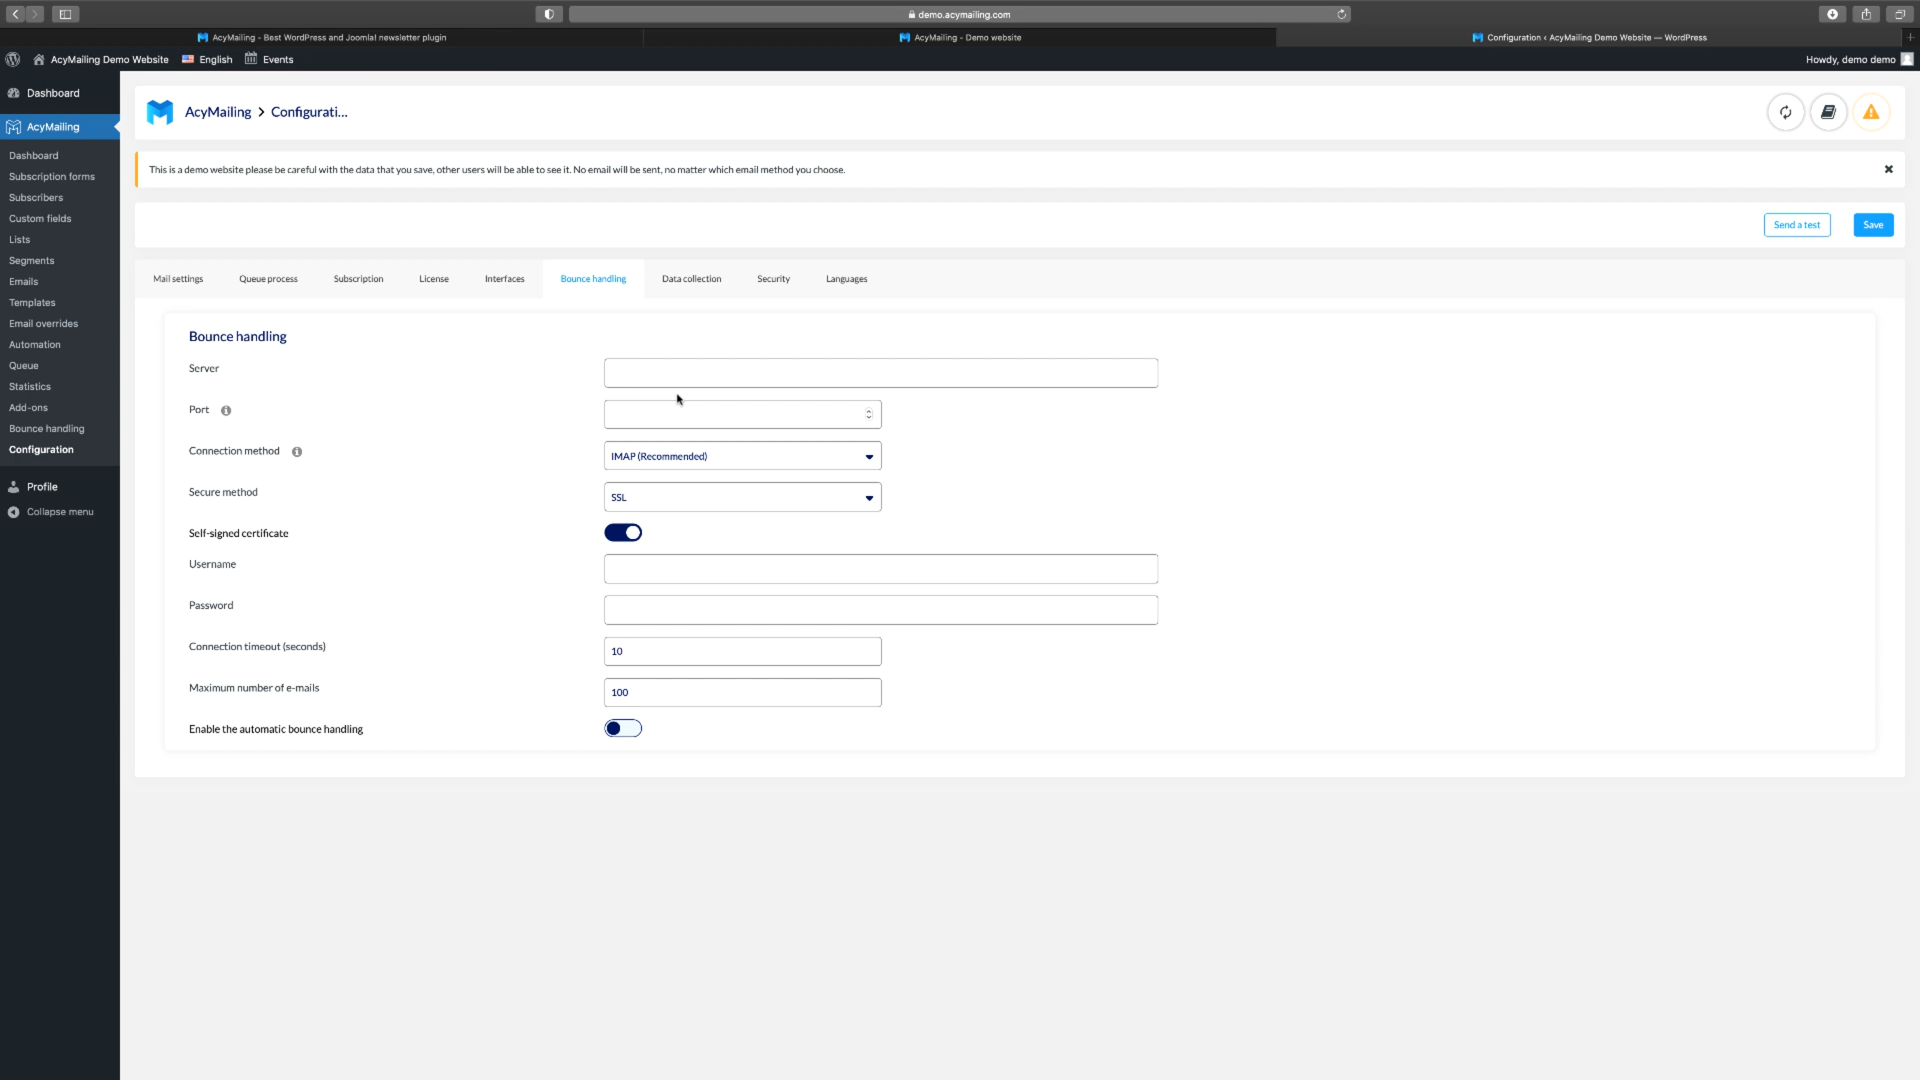 demo.acymailing.com
AcyMailing - Best WordPress and Joomla! newsletter plugin
AcyMailing - Demo website
Configuration ‹ AcyMailing Demo Website — WordPress
AcyMailing Demo Website
English
Events
Howdy, demo demo
Dashboard
AcyMailing
Dashboard
Subscription forms
Subscribers
Custom fields
Lists
Segments
Emails
Templates
Email overrides
Automation
Queue
Statistics
Add-ons
Bounce handling
Configuration
Profile
Collapse menu
AcyMailing > Configurati...
This is a demo website please be careful with the data that you save, other users will be able to see it. No email will be sent, no matter which email method you choose.
Send a test
Save
Mail settings
Queue process
Subscription
License
Interfaces
Bounce handling
Data collection
Security
Languages
Bounce handling
Server
Port
Connection method
IMAP (Recommended)
Secure method
SSL
Self-signed certificate
Username
Password
Connection timeout (seconds)
10
Maximum number of e-mails
100
Enable the automatic bounce handling